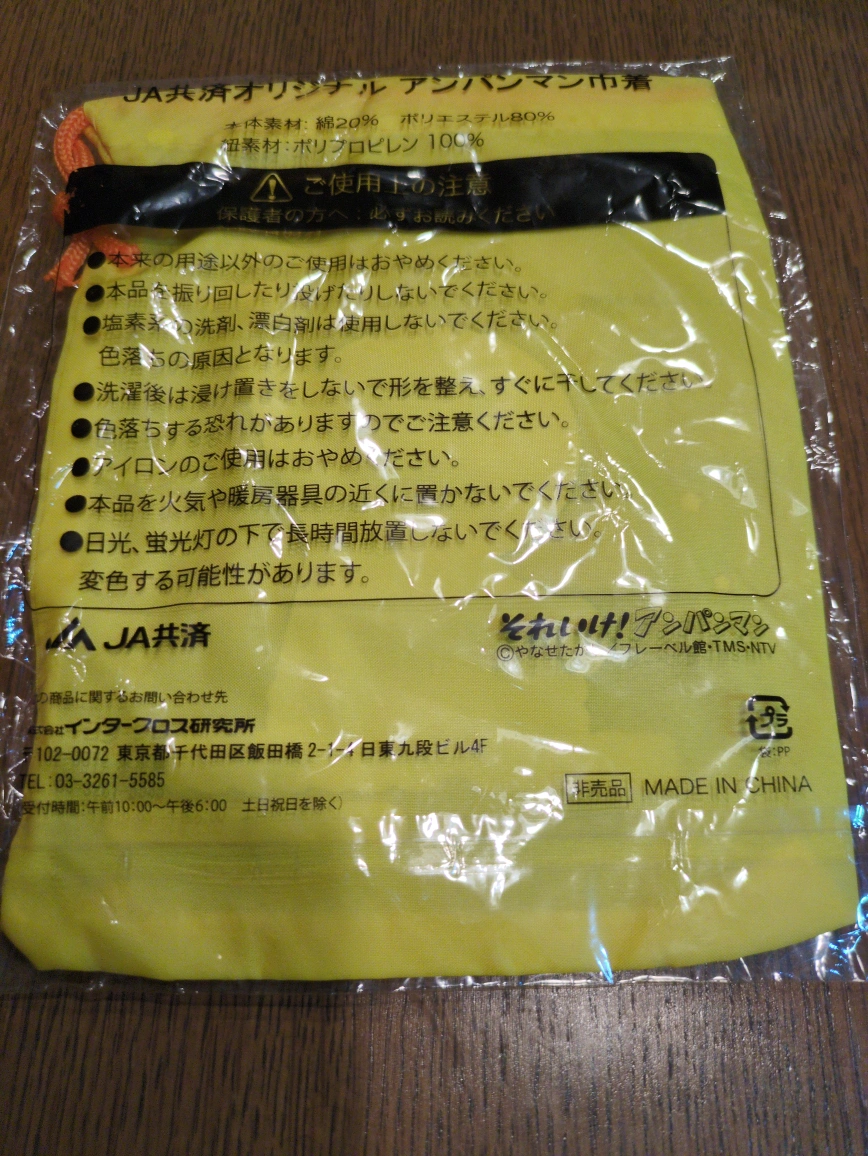 JA共済オリジナル アンパンマン巾着
本体素材: 綿20% ポリエステル80%
紐素材:ポリプロピレン 100%
ご使用上の注意
保護者の方へ:必ずお読みください
●本来の用途以外のご使用はおやめください。
●本品を振り回したり投げたりしないでください。
●塩素系の洗剤、漂白剤は使用しないでください。
色落ちの原因となります。
●洗濯後は浸け置きをしないで形を整え、すぐに干してください。
●色落ちする恐れがありますのでご注意ください。
●アイロンのご使用はおやめください。
●本品を火気や暖房器具の近くに置かないでください。
●日光、蛍光灯の下で長時間放置しないでください。
変色する可能性があります。
JA共済
それいけ!アンパンマン
©やなせたかし/フレーベル館・TMS・NTV
この商品に関するお問い合わせ先
株式会社インタークロス研究所
〒102-0072 東京都千代田区飯田橋2-1-4 日東九段ビル4F
TEL:03-3261-5585
(受付時間:午前10:00〜午後6:00 土日祝日を除く)
プラ
袋:PP
非売品 MADE IN CHINA